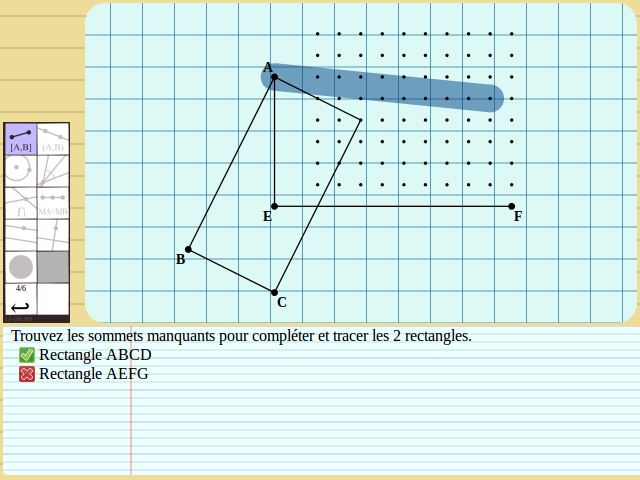 A
[A,B] (A,B)
∩ MA=MB
E F
B
C
4/6
Trouvez les sommets manquants pour compléter et tracer les 2 rectangles.
Rectangle ABCD
Rectangle AEFG